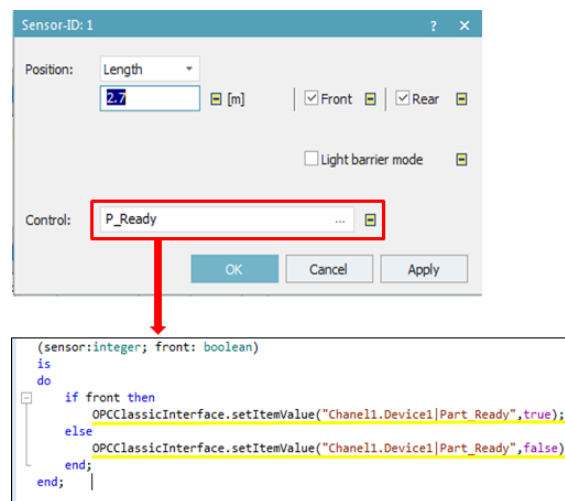 Sensor-ID: 1 ? ×
Position: Length
2.7 [m] Front Rear
Light barrier mode
Control: P_Ready ...
OK Cancel Apply
(sensor:integer; front: boolean)
is
do
if front then
OPCClassicInterface.setItemValue("Chanel1.Device1|Part_Ready",true);
else
OPCClassicInterface.setItemValue("Chanel1.Device1|Part_Ready",false)
end;
end;